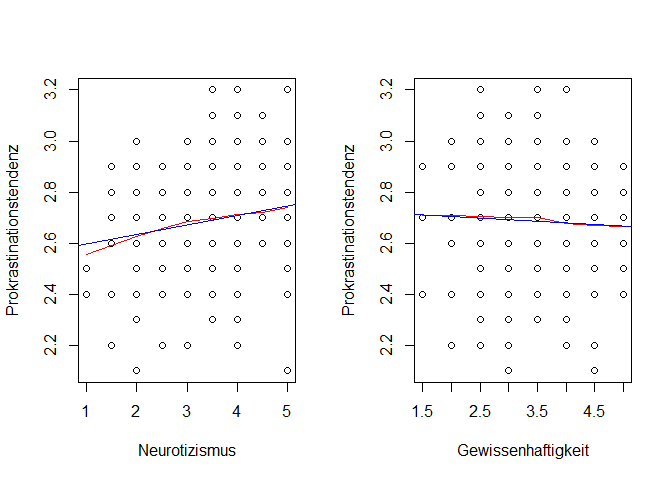 Prokrastinationstendenz
2.2 2.4 2.6 2.8 3.0 3.2
1 2 3 4 5
Neurotizismus
Prokrastinationstendenz
2.2 2.4 2.6 2.8 3.0 3.2
1.5 2.5 3.5 4.5
Gewissenhaftigkeit